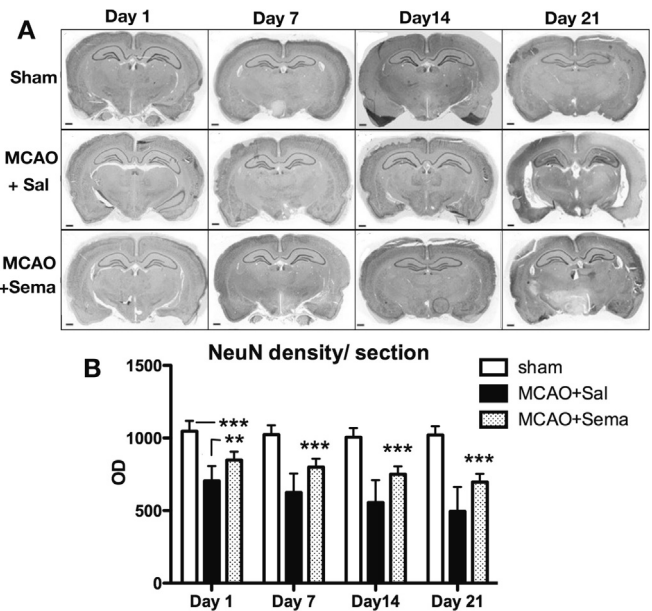 A
Day 1 Day 7 Day14 Day 21
Sham
MCAO
+ Sal
MCAO
+Sema
B
NeuN density/ section
sham
MCAO+Sal
MCAO+Sema
OD
1500
1000
500
0
***
**
***
***
***
Day 1 Day 7 Day14 Day 21